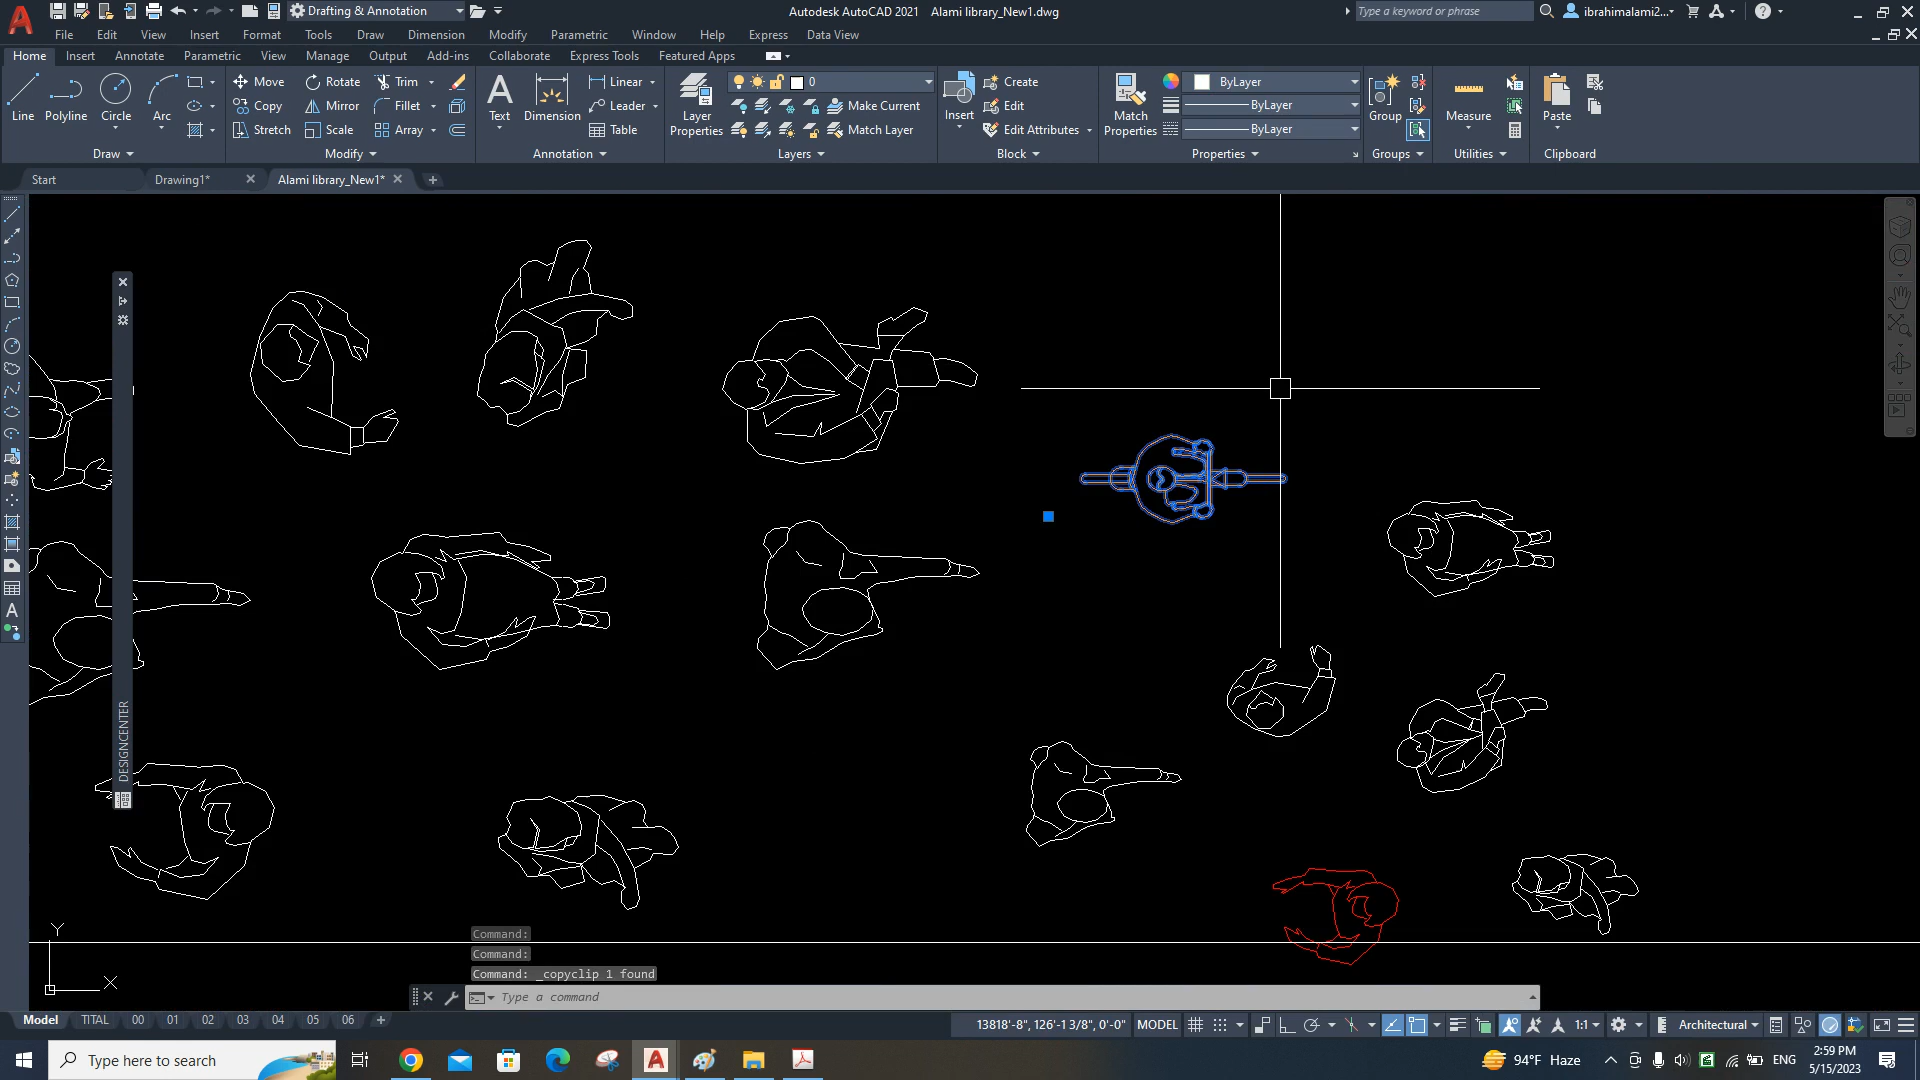 Drafting & Annotation
Autodesk AutoCAD 2021 Alami library_New1.dwg
Type a keyword or phrase
ibrahimalami2...
File Edit View Insert Format Tools Draw Dimension Modify Parametric Window Help Express Data View
Home Insert Annotate Parametric View Manage Output Add-ins Collaborate Express Tools Featured Apps
Line Polyline Circle Arc
Move Rotate Trim
Copy Mirror Fillet
Stretch Scale Array
Text Dimension
Linear
Leader
Table
Layer Properties
0
Make Current
Match Layer
Insert
Create
Edit
Edit Attributes
Match Properties
ByLayer
ByLayer
ByLayer
Group
Measure
Paste
Draw Modify Annotation Layers Block Properties Groups Utilities Clipboard
Start Drawing1* Alami library_New1*
DESIGNCENTER
Y
X
Command:
Command:
Command: _copyclip 1 found
Type a command
Model TITAL 00 01 02 03 04 05 06
13818'-8", 126'-1 3/8", 0'-0" MODEL 1:1 Architectural
Type here to search
94°F Haze
ENG
2:59 PM
5/15/2023